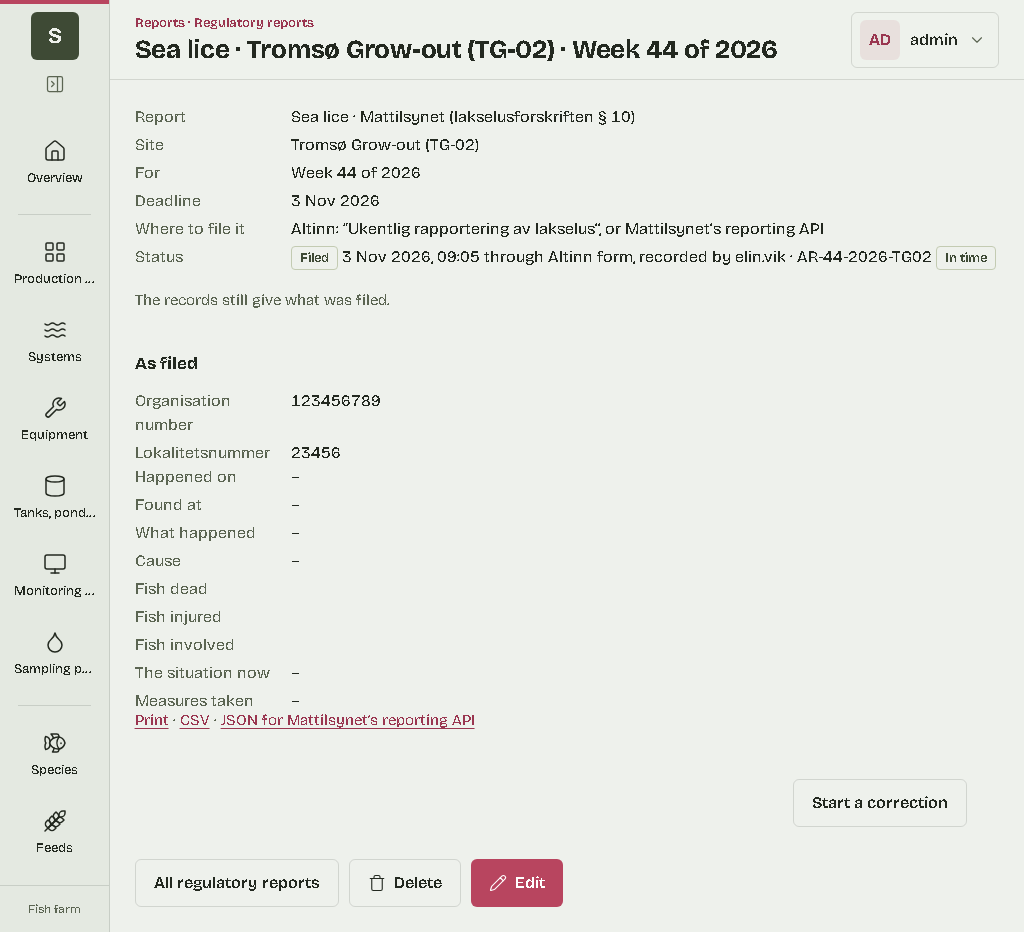 S
Reports · Regulatory reports
Sea lice · Tromsø Grow-out (TG-02) · Week 44 of 2026
AD admin
Overview
Production ...
Systems
Equipment
Tanks, pond...
Monitoring ...
Sampling p...
Species
Feeds
Fish farm
Report Sea lice · Mattilsynet (lakselusforskriften § 10)
Site Tromsø Grow-out (TG-02)
For Week 44 of 2026
Deadline 3 Nov 2026
Where to file it Altinn: “Ukentlig rapportering av lakselus”, or Mattilsynet’s reporting API
Status Filed 3 Nov 2026, 09:05 through Altinn form, recorded by elin.vik · AR-44-2026-TG02 In time
The records still give what was filed.
As filed
Organisation number 123456789
Lokalitetsnummer 23456
Happened on –
Found at –
What happened –
Cause –
Fish dead
Fish injured
Fish involved
The situation now –
Measures taken –
Print · CSV · JSON for Mattilsynet’s reporting API
Start a correction
All regulatory reports Delete Edit